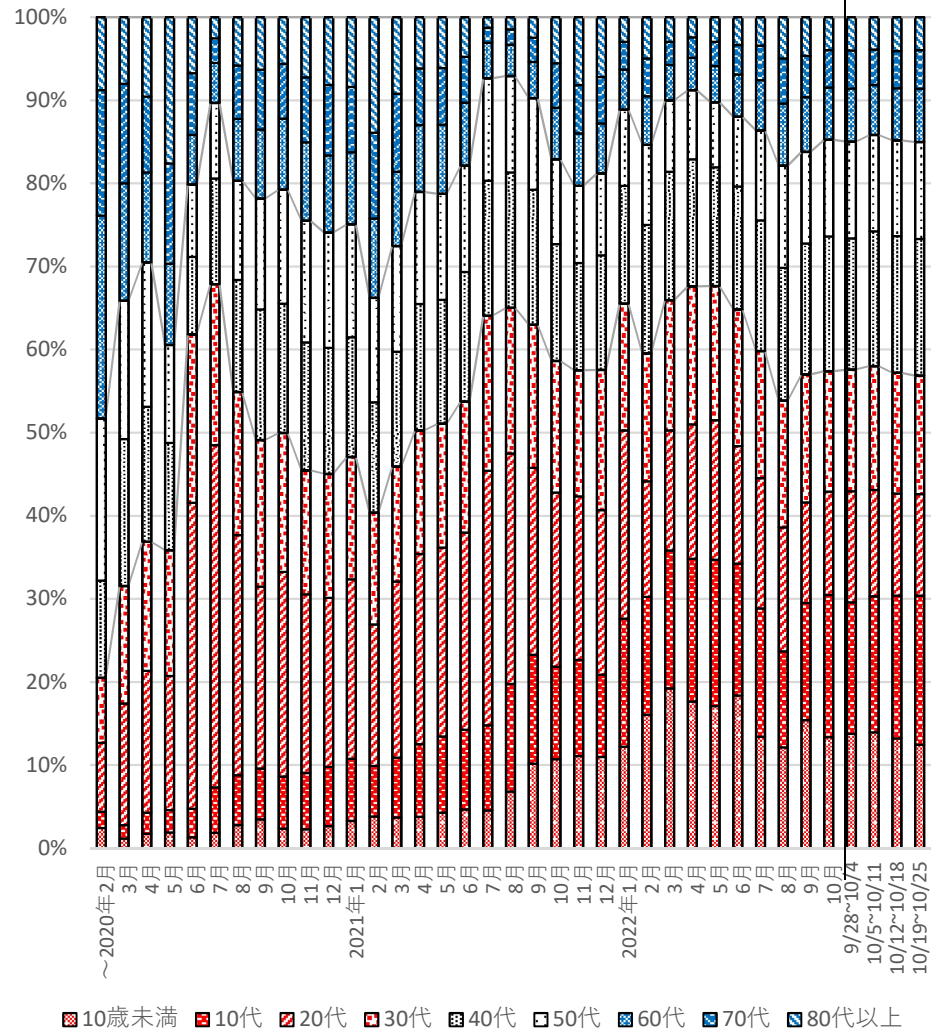 100%
90%
80%
70%
60%
50%
40%
30%
20%
10%
0%
～2020年2月
3月
4月
5月
6月
7月
8月
9月
10月
11月
12月
2021年1月
2月
3月
4月
5月
6月
7月
8月
9月
10月
11月
12月
2022年1月
2月
3月
4月
5月
6月
7月
8月
9月
10月
9/28~10/4
10/5~10/11
10/12~10/18
10/19~10/25
10歳未満 10代 20代 30代 40代 50代 60代 70代 80代以上